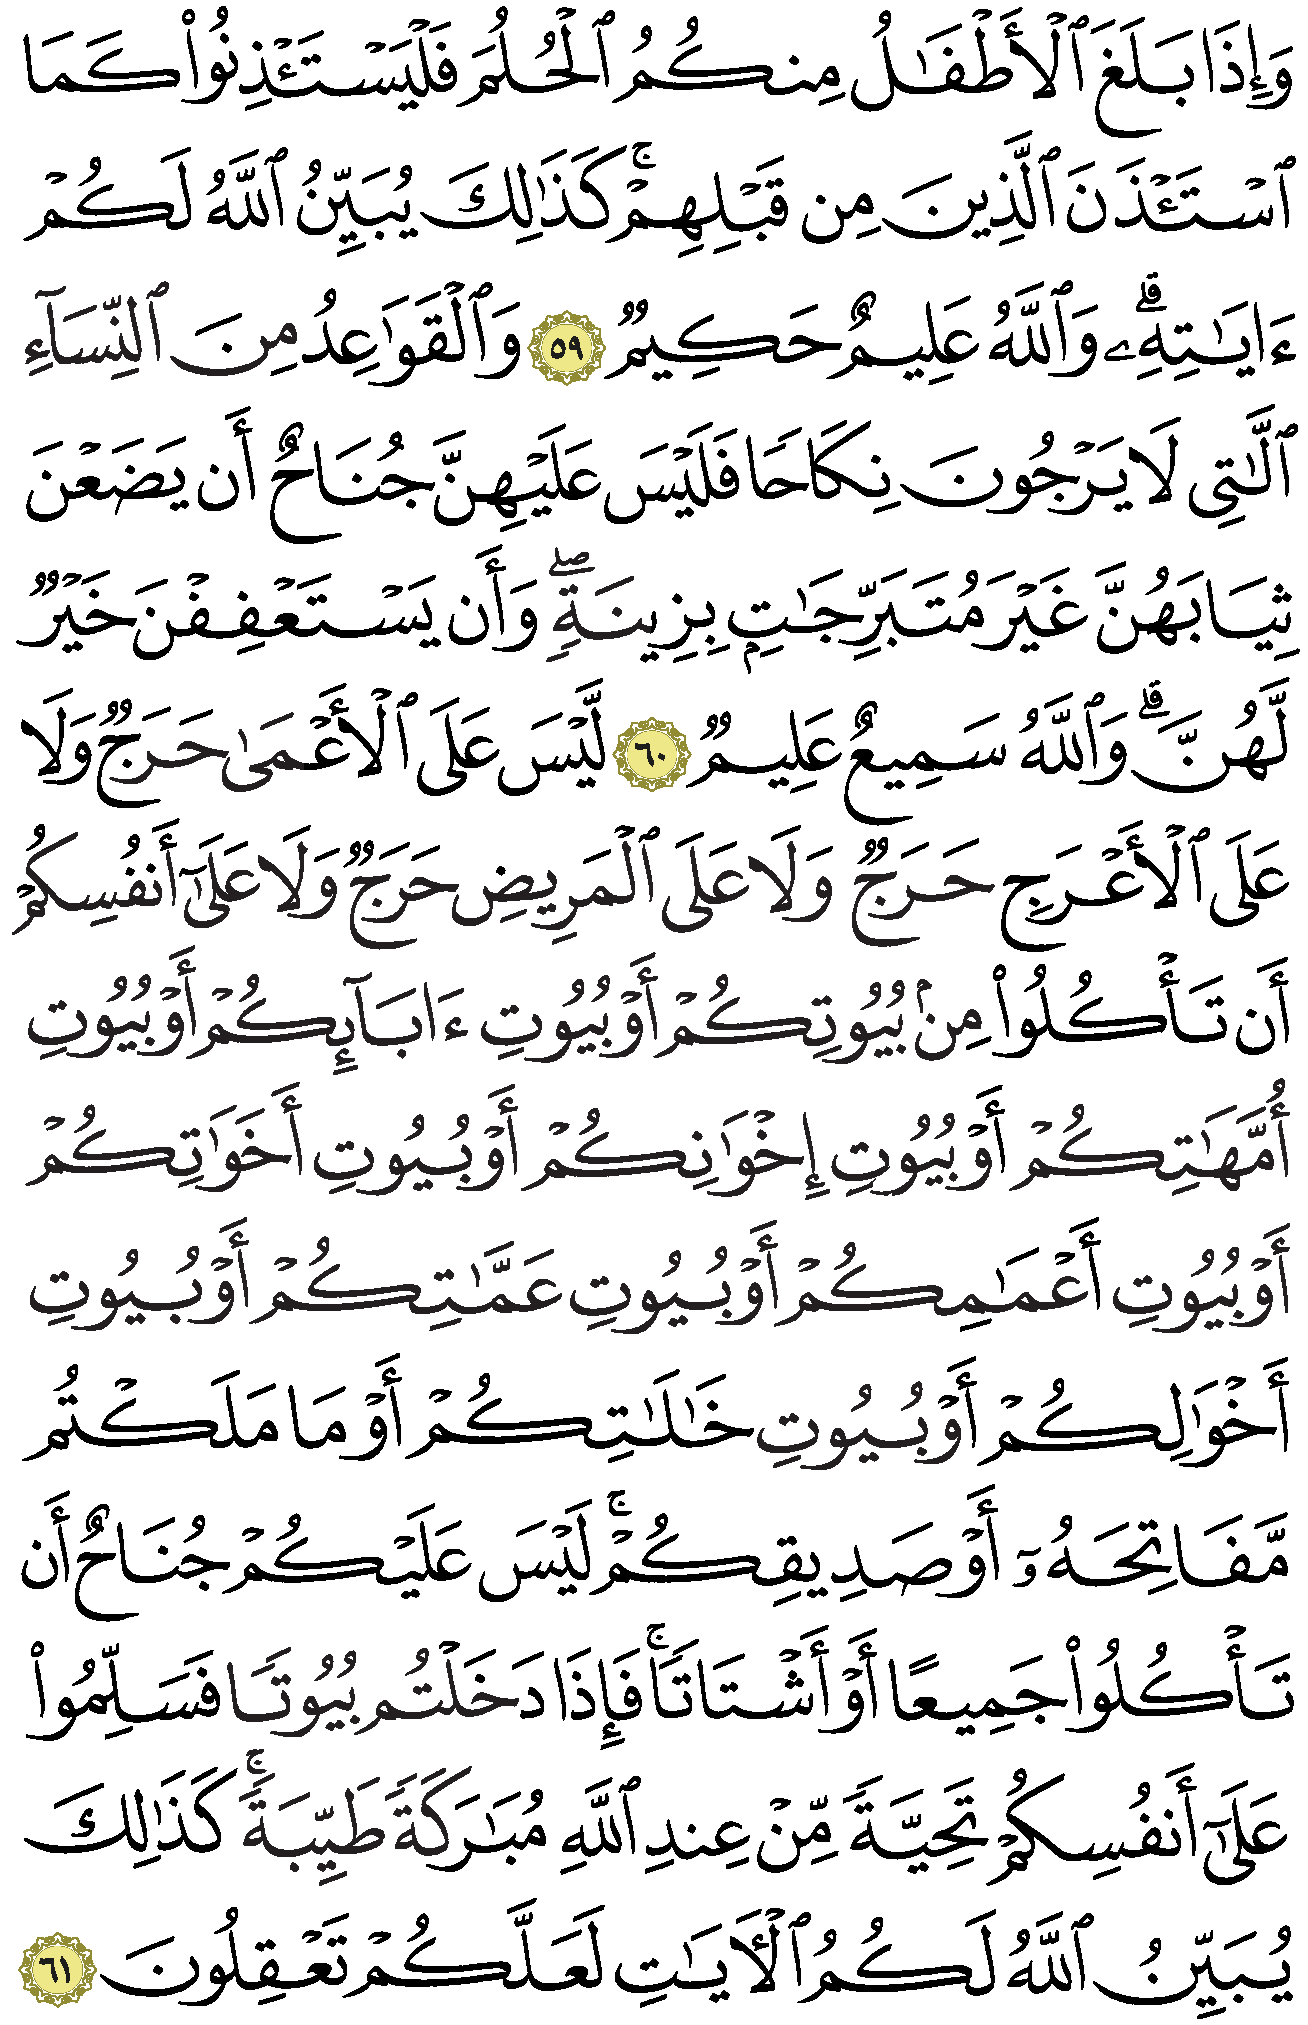 وَإِذَا بَلَغَ ٱلْأَطْفَٰلُ مِنكُمُ ٱلْحُلُمَ فَلْيَسْتَـْٔذِنُوا۟ كَمَا
ٱسْتَـْٔذَنَ ٱلَّذِينَ مِن قَبْلِهِمْ ۚ كَذَٰلِكَ يُبَيِّنُ ٱللَّهُ لَكُمْ
ءَايَٰتِهِۦ ۗ وَٱللَّهُ عَلِيمٌ حَكِيمٌ ٥٩ وَٱلْقَوَٰعِدُ مِنَ ٱلنِّسَآءِ
ٱلَّٰتِى لَا يَرْجُونَ نِكَاحًا فَلَيْسَ عَلَيْهِنَّ جُنَاحٌ أَن يَضَعْنَ
ثِيَابَهُنَّ غَيْرَ مُتَبَرِّجَٰتٍۭ بِزِينَةٍ ۖ وَأَن يَسْتَعْفِفْنَ خَيْرٌ
لَّهُنَّ ۗ وَٱللَّهُ سَمِيعٌ عَلِيمٌ ٦٠ لَّيْسَ عَلَى ٱلْأَعْمَىٰ حَرَجٌ وَلَا
عَلَى ٱلْأَعْرَجِ حَرَجٌ وَلَا عَلَى ٱلْمَرِيضِ حَرَجٌ وَلَا عَلَىٰٓ أَنفُسِكُمْ
أَن تَأْكُلُوا۟ مِنۢ بُيُوتِكُمْ أَوْ بُيُوتِ ءَابَآئِكُمْ أَوْ بُيُوتِ
أُمَّهَٰتِكُمْ أَوْ بُيُوتِ إِخْوَٰنِكُمْ أَوْ بُيُوتِ أَخَوَٰتِكُمْ
أَوْ بُيُوتِ أَعْمَٰمِكُمْ أَوْ بُيُوتِ عَمَّٰتِكُمْ أَوْ بُيُوتِ
أَخْوَٰلِكُمْ أَوْ بُيُوتِ خَٰلَٰتِكُمْ أَوْ مَا مَلَكْتُم
مَّفَاتِحَهُۥٓ أَوْ صَدِيقِكُمْ ۚ لَيْسَ عَلَيْكُمْ جُنَاحٌ أَن
تَأْكُلُوا۟ جَمِيعًا أَوْ أَشْتَاتًا ۚ فَإِذَا دَخَلْتُم بُيُوتًا فَسَلِّمُوا۟
عَلَىٰٓ أَنفُسِكُمْ تَحِيَّةً مِّنْ عِندِ ٱللَّهِ مُبَٰرَكَةً طَيِّبَةً ۚ كَذَٰلِكَ
يُبَيِّنُ ٱللَّهُ لَكُمُ ٱلْـَٔايَٰتِ لَعَلَّكُمْ تَعْقِلُونَ ٦١